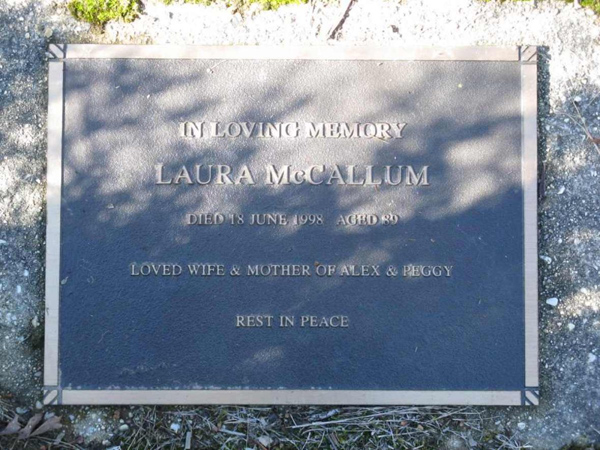 IN LOVING MEMORY
LAURA McCALLUM
DIED 18 JUNE 1998 AGED 89
LOVED WIFE & MOTHER OF ALEX & PEGGY
REST IN PEACE